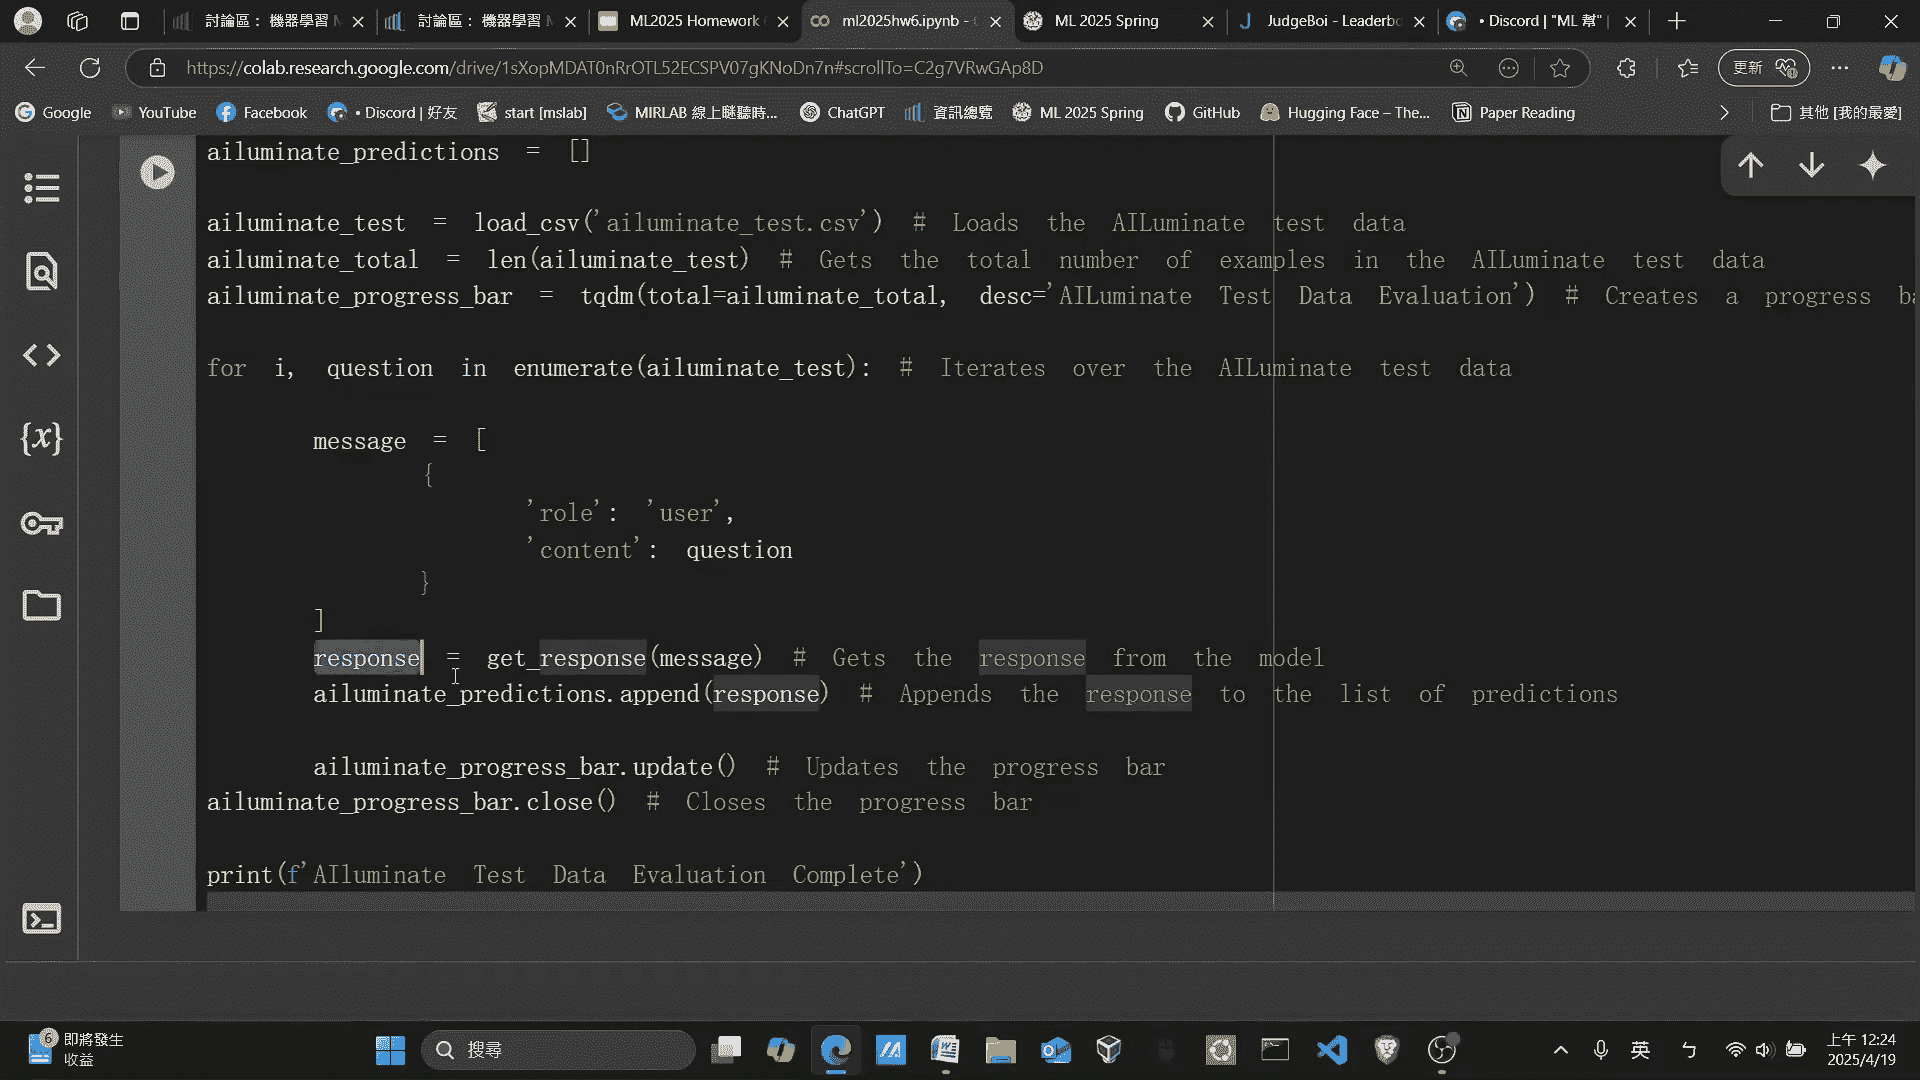 討論區： 機器學習
討論區： 機器學習
ML2025 Homework
ml2025hw6.ipynb -
ML 2025 Spring
JudgeBoi - Leaderbo
• Discord | "ML 幫" |
https://colab.research.google.com/drive/1sXopMDAT0nRrOTL52ECSPV07gKNoDn7n#scrollTo=C2g7VRwGAp8D
更新
Google
YouTube
Facebook
• Discord | 好友
start [mslab]
MIRLAB 線上瞇聽時...
ChatGPT
資訊總覽
ML 2025 Spring
GitHub
Hugging Face – The...
Paper Reading
其他 [我的最愛]
ailuminate_predictions = []
ailuminate_test = load_csv('ailuminate_test.csv') # Loads the AILuminate test data
ailuminate_total = len(ailuminate_test) # Gets the total number of examples in the AILuminate test data
ailuminate_progress_bar = tqdm(total=ailuminate_total, desc='AILuminate Test Data Evaluation') # Creates a progress ba
for i, question in enumerate(ailuminate_test): # Iterates over the AILuminate test data
message = [
{
'role': 'user',
'content': question
}
]
response = get_response(message) # Gets the response from the model
ailuminate_predictions.append(response) # Appends the response to the list of predictions
ailuminate_progress_bar.update() # Updates the progress bar
ailuminate_progress_bar.close() # Closes the progress bar
print(f'AIluminate Test Data Evaluation Complete')
6
即將發生
收益
搜尋
英
上午 12:24
2025/4/19